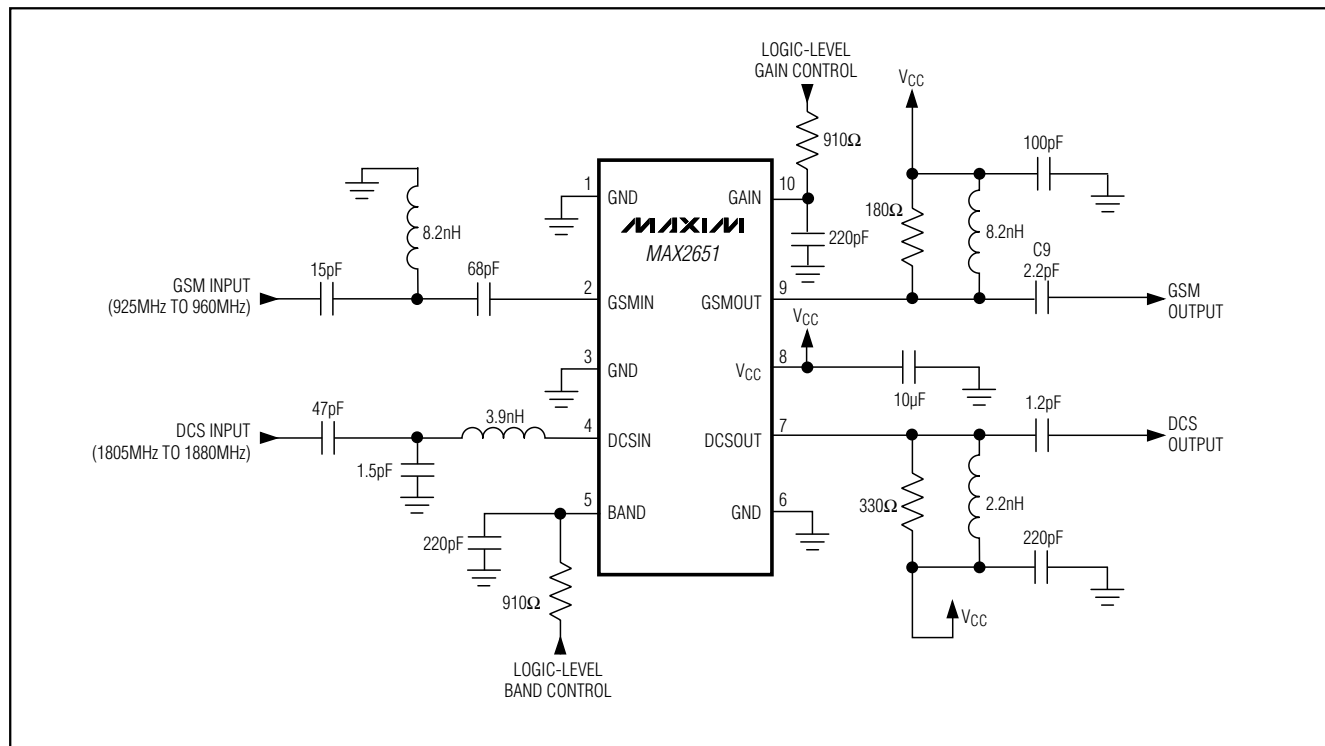 LOGIC-LEVEL
GAIN CONTROL
VCC
910Ω
100pF
1
GND
10
GAIN
MAXIM
MAX2651
180Ω
8.2nH
220pF
8.2nH
C9
2.2pF
15pF
68pF
GSM INPUT
(925MHz TO 960MHz)
2
GSMIN
9
GSMOUT
GSM
OUTPUT
VCC
3
GND
8
VCC
10µF
47pF
3.9nH
1.2pF
DCS INPUT
(1805MHz TO 1880MHz)
4
DCSIN
7
DCSOUT
DCS
OUTPUT
1.5pF
5
BAND
6
GND
330Ω
2.2nH
220pF
220pF
910Ω
VCC
LOGIC-LEVEL
BAND CONTROL